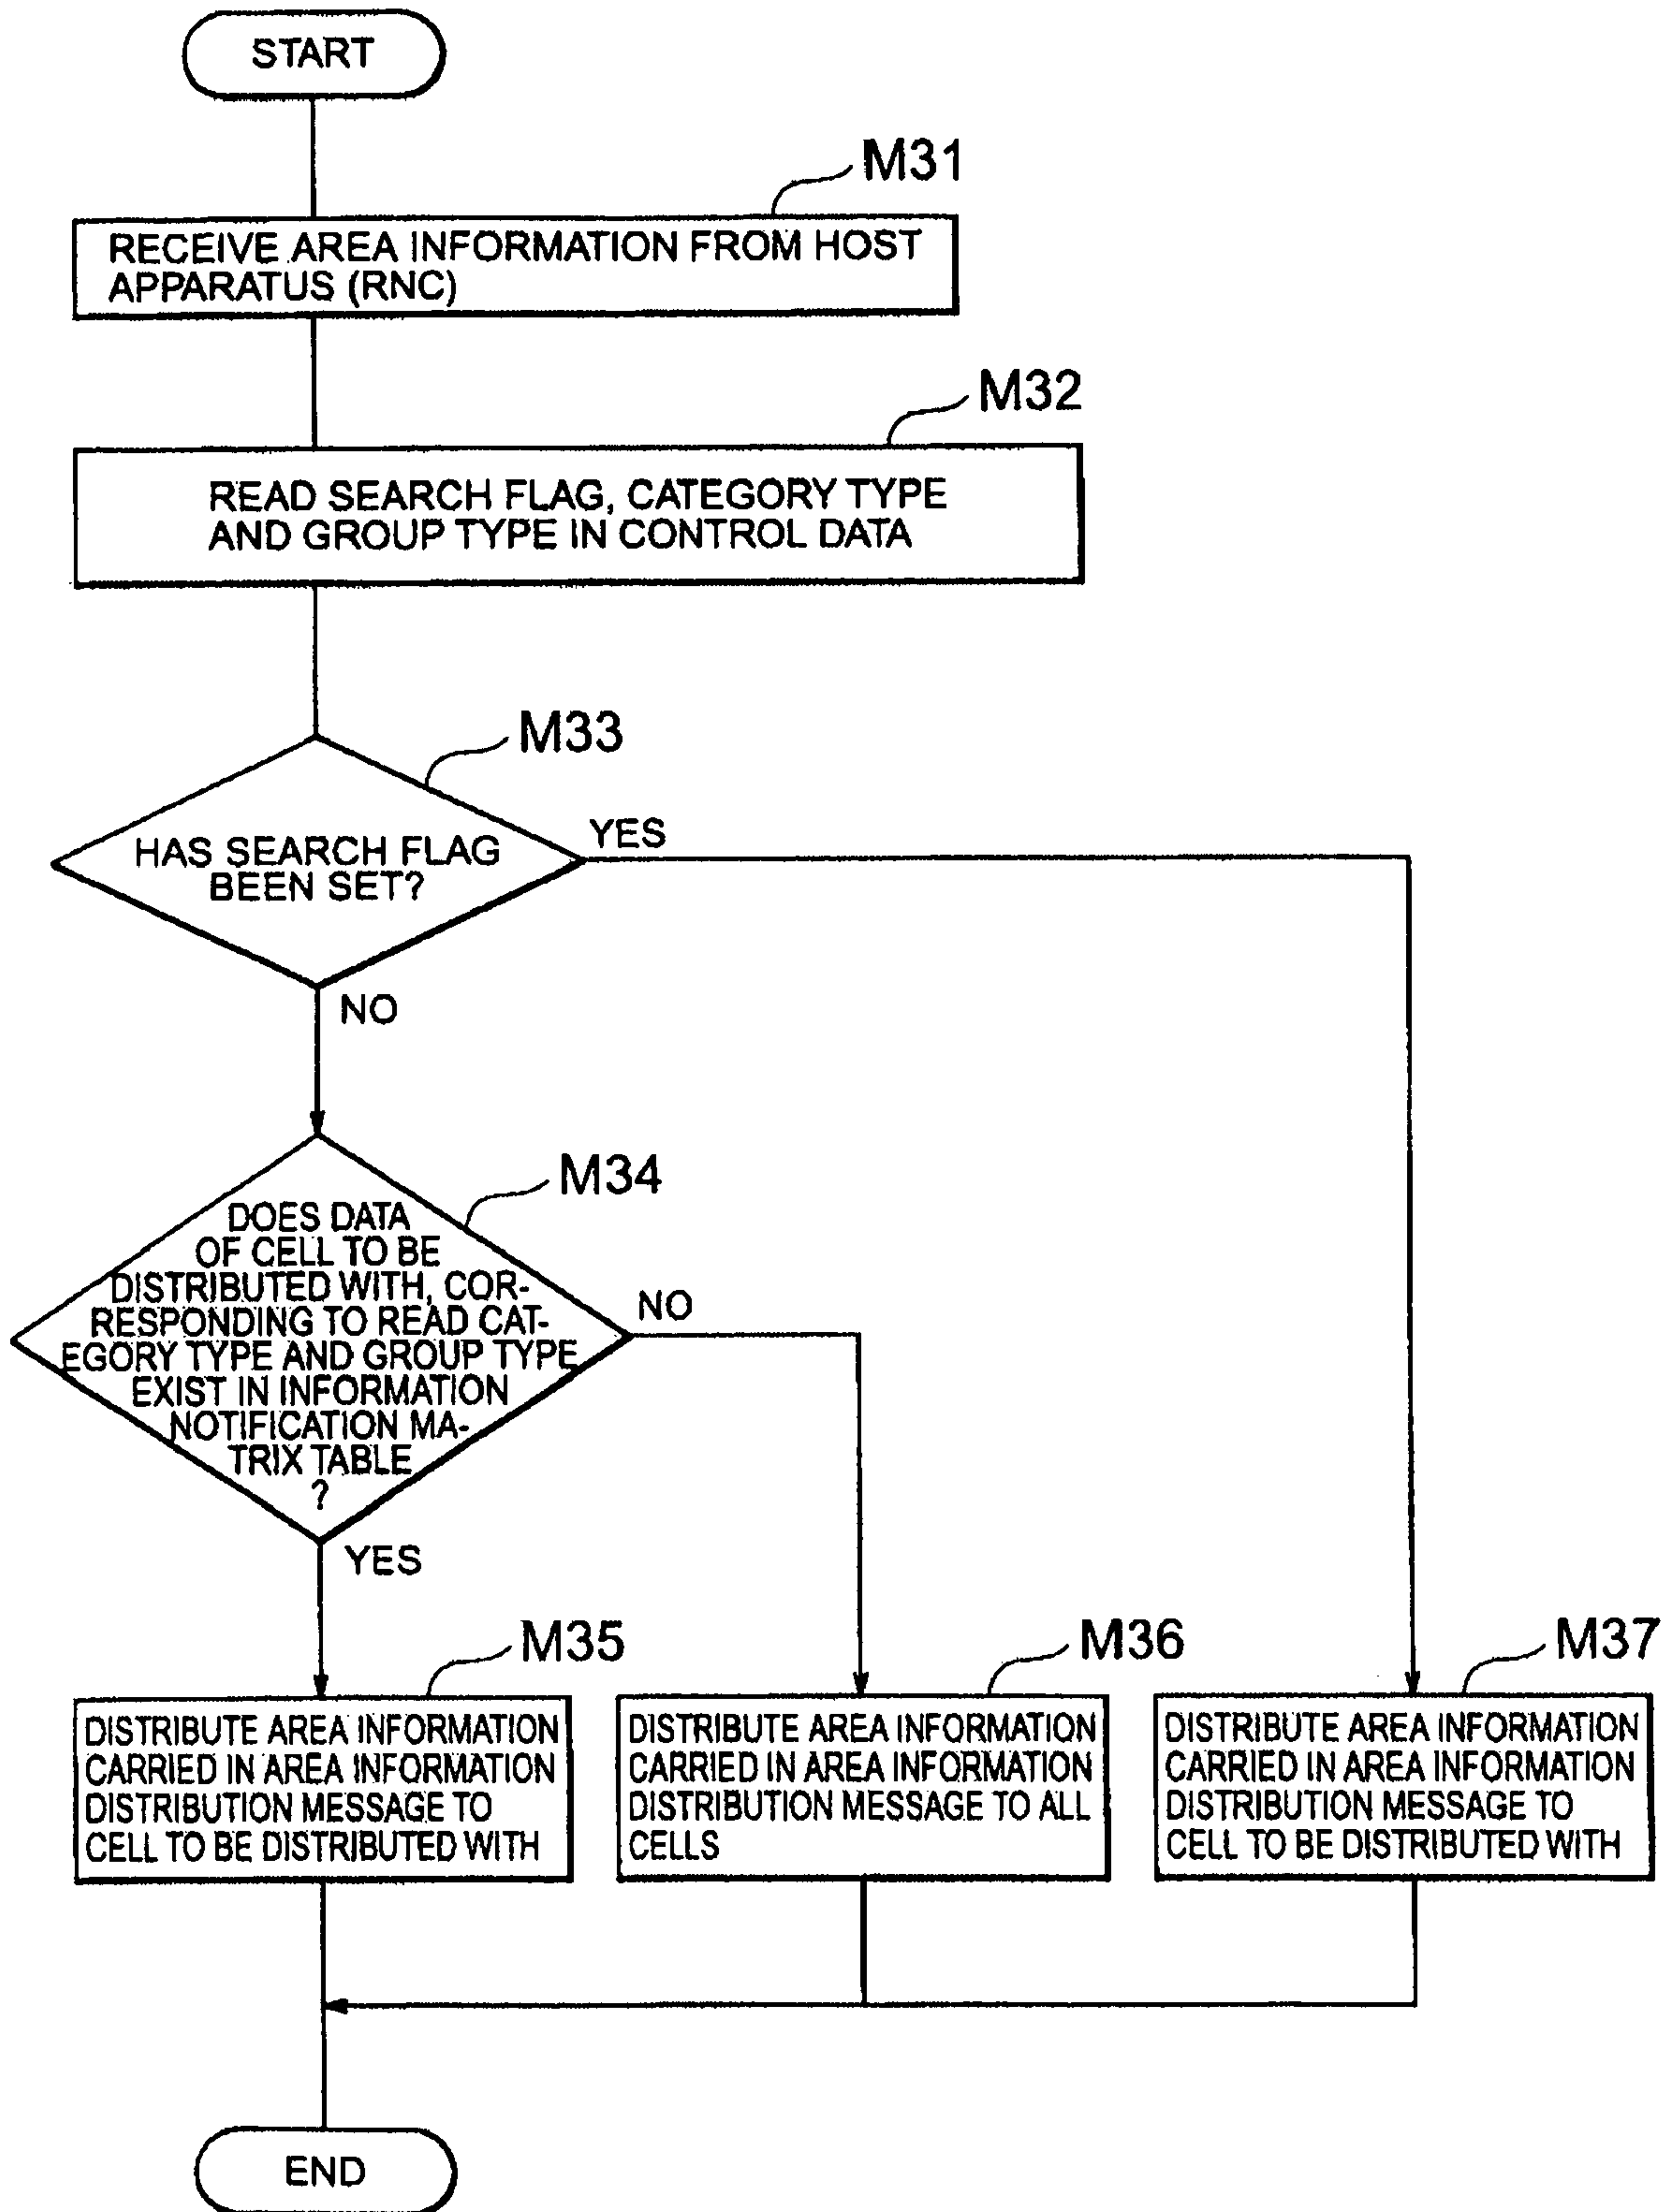 START
M31
RECEIVE AREA INFORMATION FROM HOST
APPARATUS (RNC)
M32
READ SEARCH FLAG, CATEGORY TYPE
AND GROUP TYPE IN CONTROL DATA
M33
HAS SEARCH FLAG
BEEN SET?
YES
NO
M34
DOES DATA
OF CELL TO BE
DISTRIBUTED WITH, COR-
RESPONDING TO READ CAT-
EGORY TYPE AND GROUP TYPE
EXIST IN INFORMATION
NOTIFICATION MA-
TRIX TABLE
?
NO
YES
M35
DISTRIBUTE AREA INFORMATION
CARRIED IN AREA INFORMATION
DISTRIBUTION MESSAGE TO
CELL TO BE DISTRIBUTED WITH
M36
DISTRIBUTE AREA INFORMATION
CARRIED IN AREA INFORMATION
DISTRIBUTION MESSAGE TO ALL
CELLS
M37
DISTRIBUTE AREA INFORMATION
CARRIED IN AREA INFORMATION
DISTRIBUTION MESSAGE TO
CELL TO BE DISTRIBUTED WITH
END